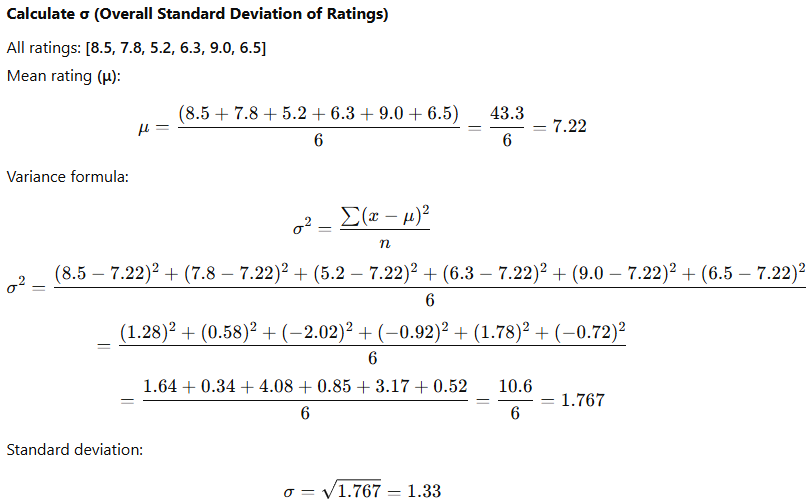 Calculate σ (Overall Standard Deviation of Ratings)
All ratings: [8.5, 7.8, 5.2, 6.3, 9.0, 6.5]
Mean rating (μ):
μ = (8.5 + 7.8 + 5.2 + 6.3 + 9.0 + 6.5) / 6 = 43.3 / 6 = 7.22
Variance formula:
σ² = ∑(x − μ)² / n
σ² = (8.5 − 7.22)² + (7.8 − 7.22)² + (5.2 − 7.22)² + (6.3 − 7.22)² + (9.0 − 7.22)² + (6.5 − 7.22)² / 6
= (1.28)² + (0.58)² + (−2.02)² + (−0.92)² + (1.78)² + (−0.72)² / 6
= 1.64 + 0.34 + 4.08 + 0.85 + 3.17 + 0.52 / 6 = 10.6 / 6 = 1.767
Standard deviation:
σ = √1.767 = 1.33